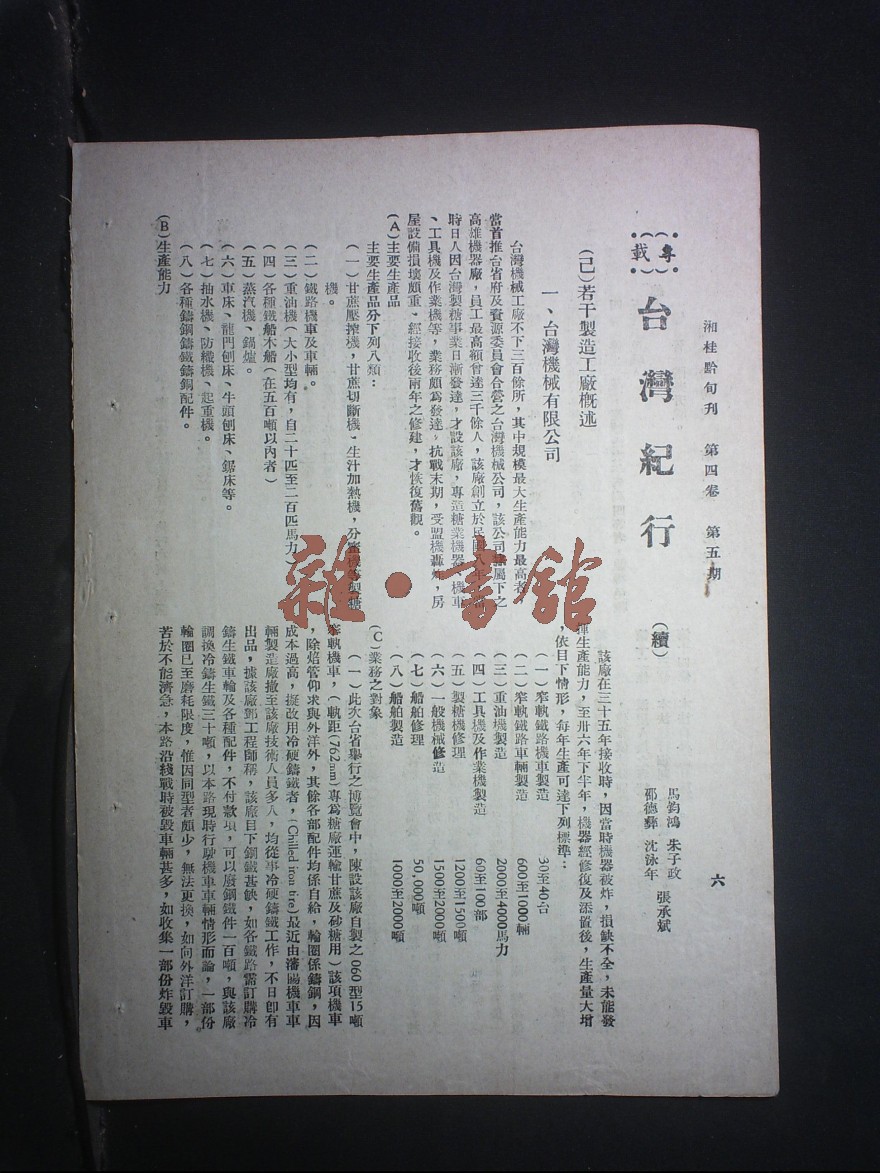 湘桂黔旬刊　第四卷　第五期
六
專載
台灣紀行
（續）
馬鈞鴻　朱子政　張承斌
鄒德彝　沈泳年
（己）若干製造工廠概述
一、台灣機械有限公司
台灣機械工廠不下三百餘所，其中規模最大生產能力最高者，
當首推台省府及資源委員會合營之台灣機械公司，該公司屬下之
高雄機器廠，員工最高額曾達三千餘人，該廠創立於民國八年，
時日人因台灣製糖事業日漸發達，才設該廠，專造糖業機器、機車
、工具機及作業機等，業務頗為發達，抗戰末期，受盟機轟炸，房
屋設備損壞頗重，經接收後兩年之修建，才恢復舊觀。
（A）主要生產品
主要生產品分下列八類：
（一）甘蔗壓搾機，甘蔗切斷機，生汁加熱機，分蜜機等製糖
機。
（二）鐵路機車及車輛。
（三）重油機（大小型均有，自二十匹至二百匹馬力）
（四）各種鐵船木船（在五百噸以內者）
（五）蒸汽機、鍋爐。
（六）車床、龍門刨床、牛頭刨床、鋸床等。
（七）抽水機、防織機、起重機。
（八）各種鑄鋼鑄鐵鑄銅配件。
（B）生產能力
該廠在三十五年接收時，因當時機器被炸，損缺不全，未能發
揮生產能力，至卅六年下半年，機器經修復及添置後，生產量大增
，依目下情形，每年生產可達下列標準：
（一）窄軌鐵路機車製造　30至40台
（二）窄軌鐵路車輛製造　600至1000輛
（三）重油機製造　2000至4000馬力
（四）工具機及作業機製造　60至100部
（五）製糖機修理　1200至1500噸
（六）一般機械修造　1500至2000噸
（七）船舶修理　50,000噸
（八）船舶製造　1000至2000噸
（C）業務之對象
（一）此次台省舉行之博覽會中，陳設該廠自製之060型15噸
窄軌機車，（軌距(762mm)專為糖廠運輸甘蔗及砂糖用）該項機車
，除焰管仰求與外洋外，其餘各部配件均係自給，輪圈係鑄鋼，因
成本過高，擬改用冷硬鑄鐵者，（Chilled iron tire）最近由瀋陽機車車
輛製造廠撤至該廠技術人員多人，均從事冷硬鑄鐵工作，不日即有
出品，據該廠鄧工程師稱，該廠目下鋼鐵甚缺，如各鐵路需訂購冷
鑄生鐵車輪及各種配件，不付款項，可以廢鋼鐵件一百噸，與該廠
調換冷鑄生鐵三十噸，以本路現時行駛機車車輛情形而論，一部份
輪圈已至磨耗限度，惟因同型者頗少，無法更換，如向外洋訂購，
苦於不能濟急，本路沿綫戰時被毀車輛甚多，如收集一部份炸毀車
雜·書舘